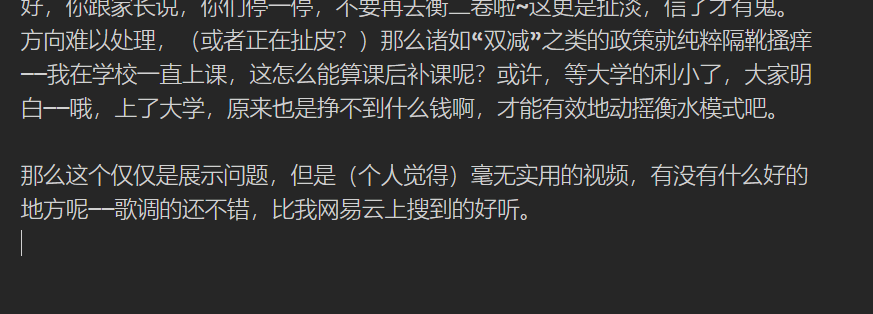 好，你跟家长说，你们停一停，不要再去衡二卷啦~这更是扯淡，信了才有鬼。
方向难以处理，（或者正在扯皮？）那么诸如“双减”之类的政策就纯粹隔靴搔痒
——我在学校一直上课，这怎么能算课后补课呢？或许，等大学的利小了，大家明
白——哦，上了大学，原来也是挣不到什么钱啊，才能有效地动摇衡水模式吧。
那么这个仅仅是展示问题，但是（个人觉得）毫无实用的视频，有没有什么好的
地方呢——歌调的还不错，比我网易云上搜到的好听。